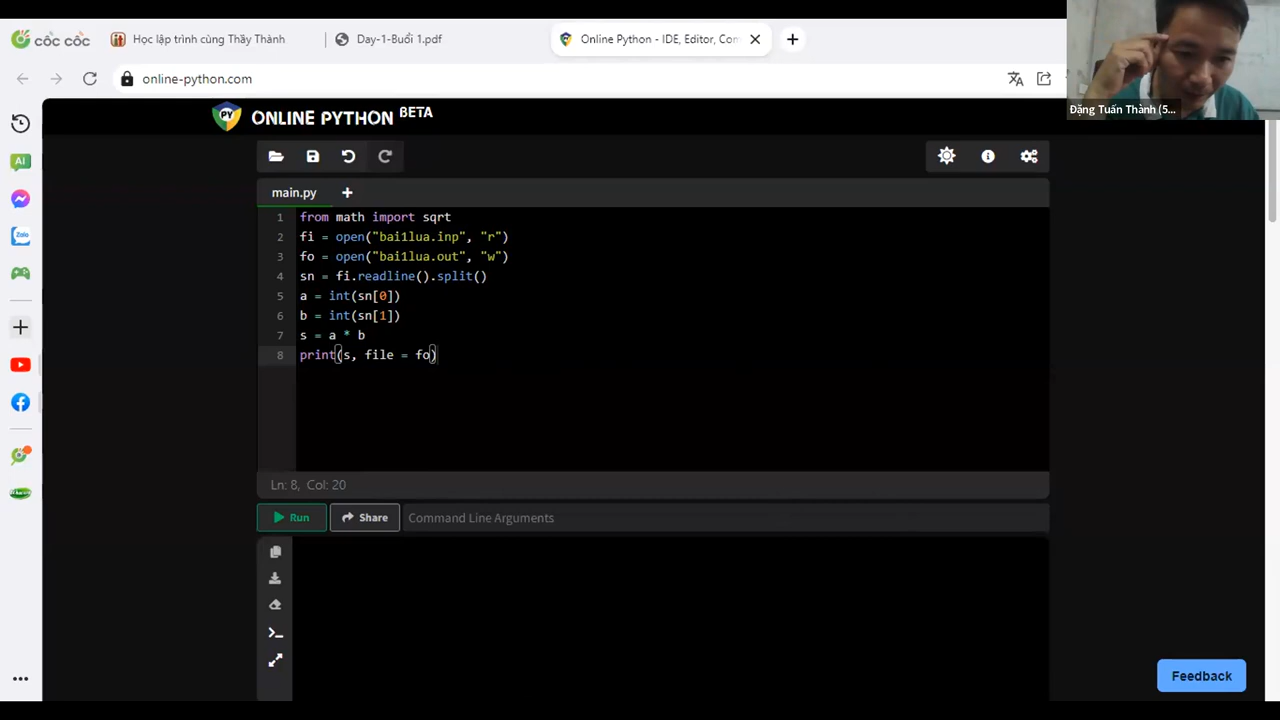 cốc cốc
Học lập trình cùng Thầy Thành
Day-1-Buổi 1.pdf
Online Python - IDE, Editor, Com
online-python.com
Đặng Tuấn Thành (5...
PY
ONLINE PYTHON BETA
main.py
1 from math import sqrt
2 fi = open("bai1lua.inp", "r")
3 fo = open("bai1lua.out", "w")
4 sn = fi.readline().split()
5 a = int(sn[0])
6 b = int(sn[1])
7 s = a * b
8 print(s, file = fo)
AI
Zalo
Ln: 8, Col: 20
Run
Share
Command Line Arguments
Feedback